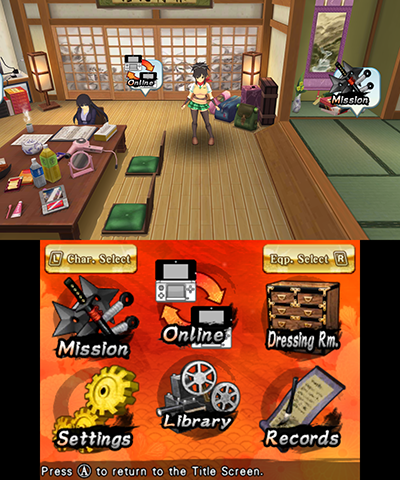 Online
Mission
L Char. Select
Eqp. Select R
Mission
Online
Dressing Rm.
Settings
Library
Records
Press A to return to the Title Screen.